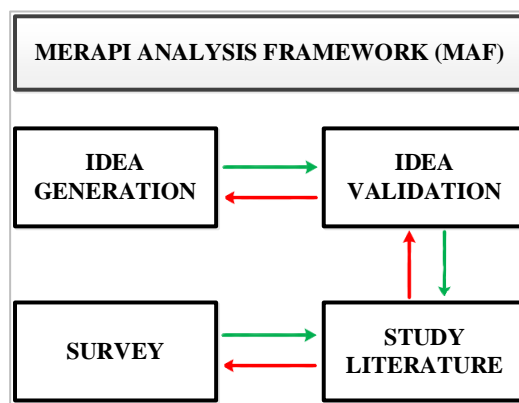 MERAPI ANALYSIS FRAMEWORK (MAF)
IDEA
GENERATION
IDEA
VALIDATION
SURVEY
STUDY
LITERATURE